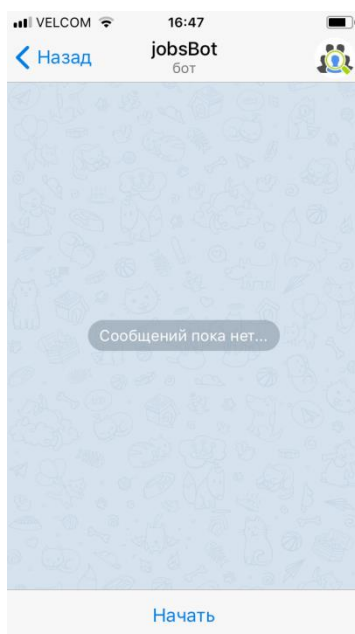 VELCOM 16:47
Назад jobsBot
бот
Сообщений пока нет...
Начать